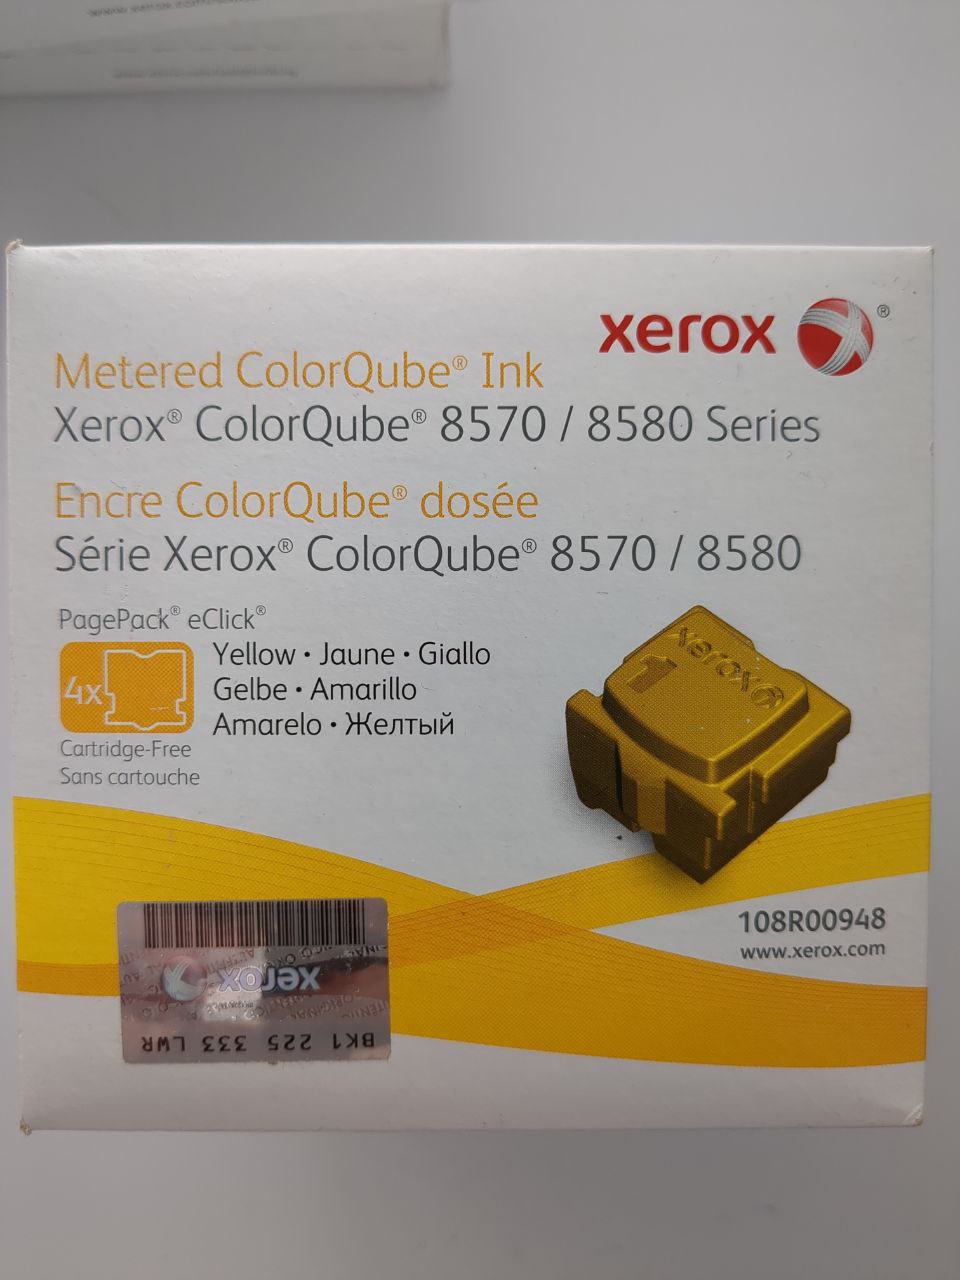 xerox ®
Metered ColorQube® Ink
Xerox® ColorQube® 8570 / 8580 Series
Encre ColorQube® dosée
Série Xerox® ColorQube® 8570 / 8580
PagePack® eClick®
4x
Yellow • Jaune • Giallo
Gelbe • Amarillo
Amarelo • Желтый
Cartridge-Free
Sans cartouche
xerox
1
108R00948
www.xerox.com
xerox
BK1 225 333 LWR